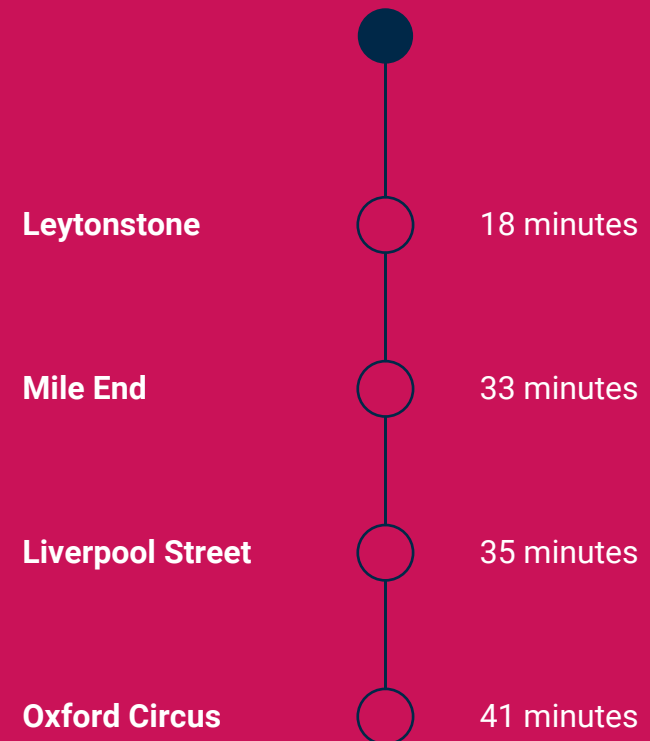 Leytonstone 18 minutes
Mile End 33 minutes
Liverpool Street 35 minutes
Oxford Circus 41 minutes